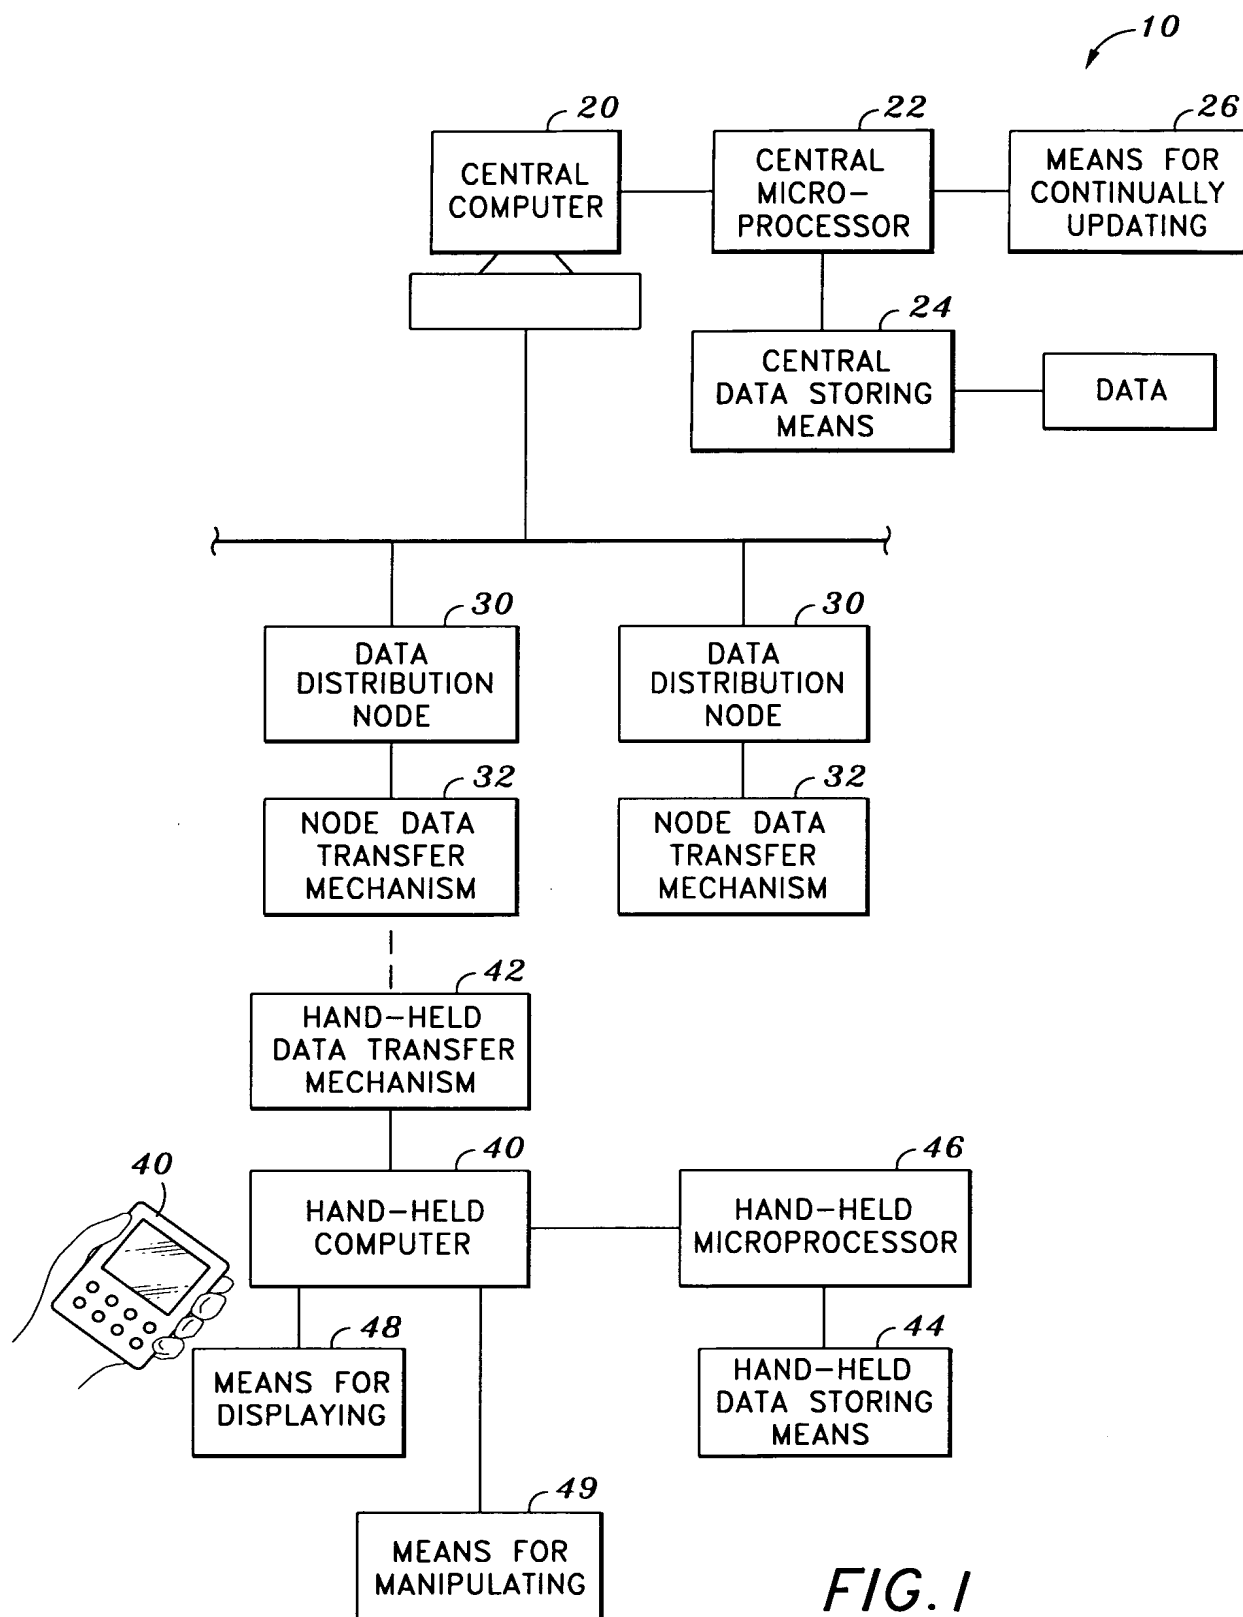 10
20
22
26
CENTRAL
COMPUTER
CENTRAL
MICRO-
PROCESSOR
MEANS FOR
CONTINUALLY
UPDATING
24
CENTRAL
DATA STORING
MEANS
DATA
30
30
DATA
DISTRIBUTION
NODE
DATA
DISTRIBUTION
NODE
32
32
NODE DATA
TRANSFER
MECHANISM
NODE DATA
TRANSFER
MECHANISM
42
HAND-HELD
DATA TRANSFER
MECHANISM
40
40
46
HAND-HELD
COMPUTER
HAND-HELD
MICROPROCESSOR
48
44
MEANS FOR
DISPLAYING
HAND-HELD
DATA STORING
MEANS
49
MEANS FOR
MANIPULATING
FIG. 1